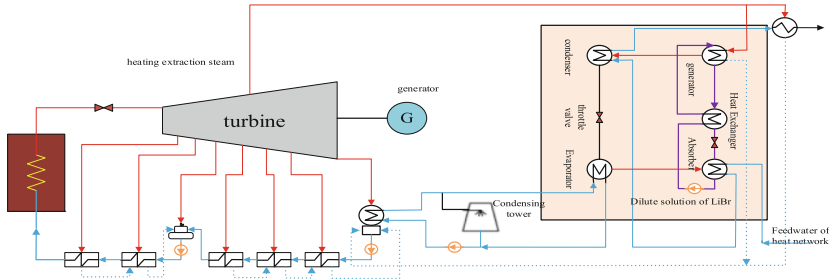 heating extraction steam
generator
turbine
G
condenser
generator
throttle
valve
Heat Exchanger
Absorber
Evaporator
Dilute solution of LiBr
Condensing
tower
Feedwater of
heat network